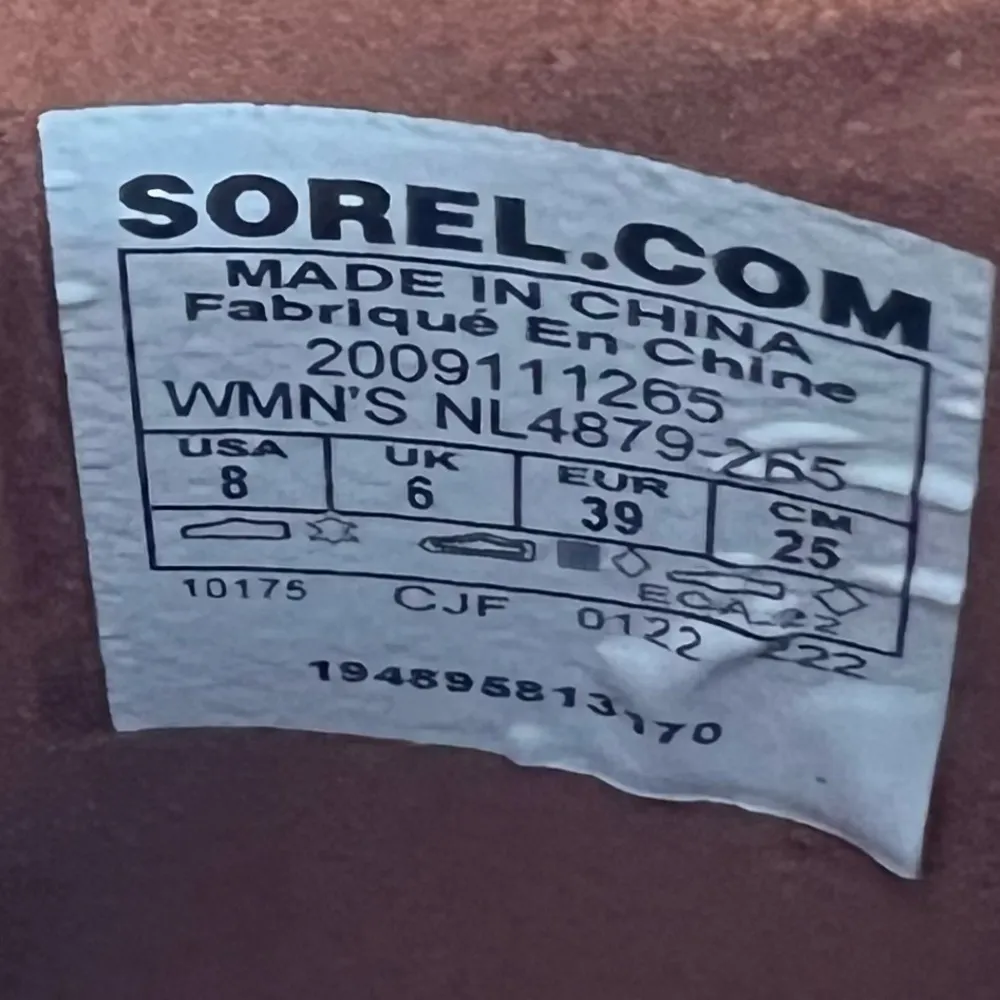 SOREL.COM
MADE IN CHINA
Fabriqué En Chine
2009111265
WMN'S NL4879-265
USA UK EUR CM
8 6 39 25
10175 CJF 0122
194895813170